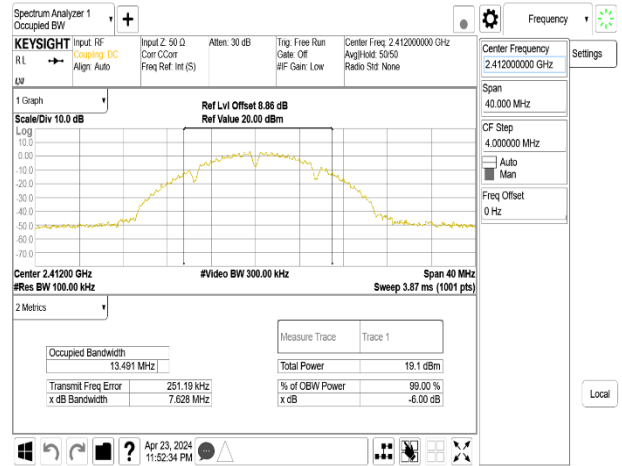 Spectrum Analyzer 1
Occupied BW
Frequency
KEYSIGHT
R L
Input: RF
Coupling: DC
Align: Auto
Input Z: 50 Ω
Corr CCorr
Freq Ref: Int (S)
Atten: 30 dB
Trig: Free Run
Gate: Off
#IF Gain: Low
Center Freq: 2.412000000 GHz
Avg|Hold: 50/50
Radio Std: None
Center Frequency
2.412000000 GHz
Settings
Span
40.000 MHz
CF Step
4.000000 MHz
Auto
Man
Freq Offset
0 Hz
Local
1 Graph
Scale/Div 10.0 dB
Ref Lvl Offset 8.86 dB
Ref Value 20.00 dBm
Log
10.0
0.00
-10.0
-20.0
-30.0
-40.0
-50.0
-60.0
-70.0
Center 2.41200 GHz
#Res BW 100.00 kHz
#Video BW 300.00 kHz
Span 40 MHz
Sweep 3.87 ms (1001 pts)
2 Metrics
Measure Trace Trace 1
Occupied Bandwidth
13.491 MHz
Total Power 19.1 dBm
Transmit Freq Error 251.19 kHz
% of OBW Power 99.00 %
x dB Bandwidth 7.628 MHz
x dB -6.00 dB
?
Apr 23, 2024
11:52:34 PM